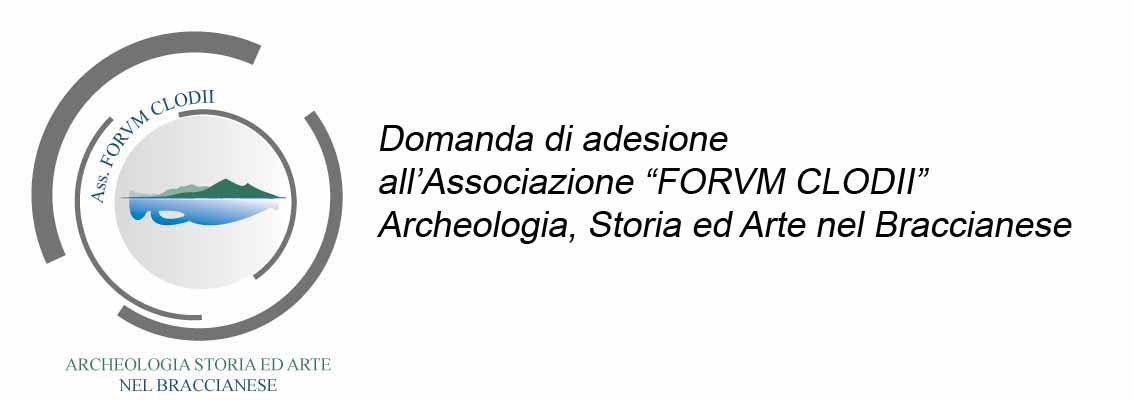 Ass. FORVM CLODII
ARCHEOLOGIA STORIA ED ARTE
NEL BRACCIANESE
Domanda di adesione
all’Associazione “FORVM CLODII”
Archeologia, Storia ed Arte nel Braccianese